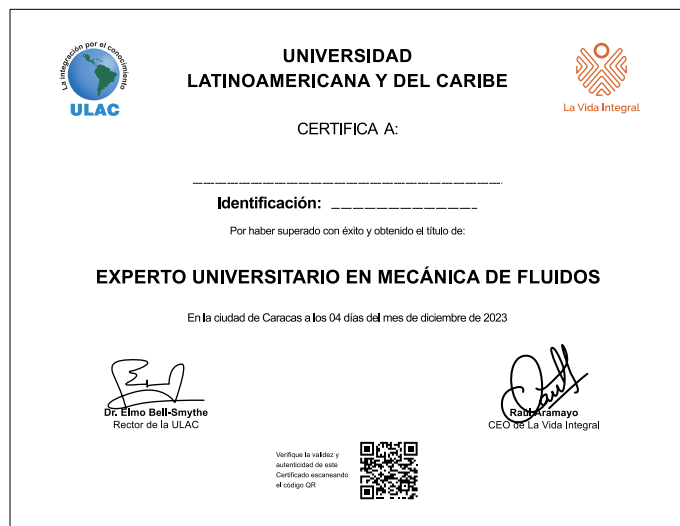 La integración por el conocimiento
ULAC
UNIVERSIDAD
LATINOAMERICANA Y DEL CARIBE
La Vida Integral
CERTIFICA A:
Identificación:
Por haber superado con éxito y obtenido el título de:
EXPERTO UNIVERSITARIO EN MECÁNICA DE FLUIDOS
En la ciudad de Caracas a los 04 días del mes de diciembre de 2023
Dr. Elmo Bell-Smythe
Rector de la ULAC
Raúl Aramayo
CEO de La Vida Integral
Verifique la validez y
autenticidad de este
Certificado escaneando
el código QR